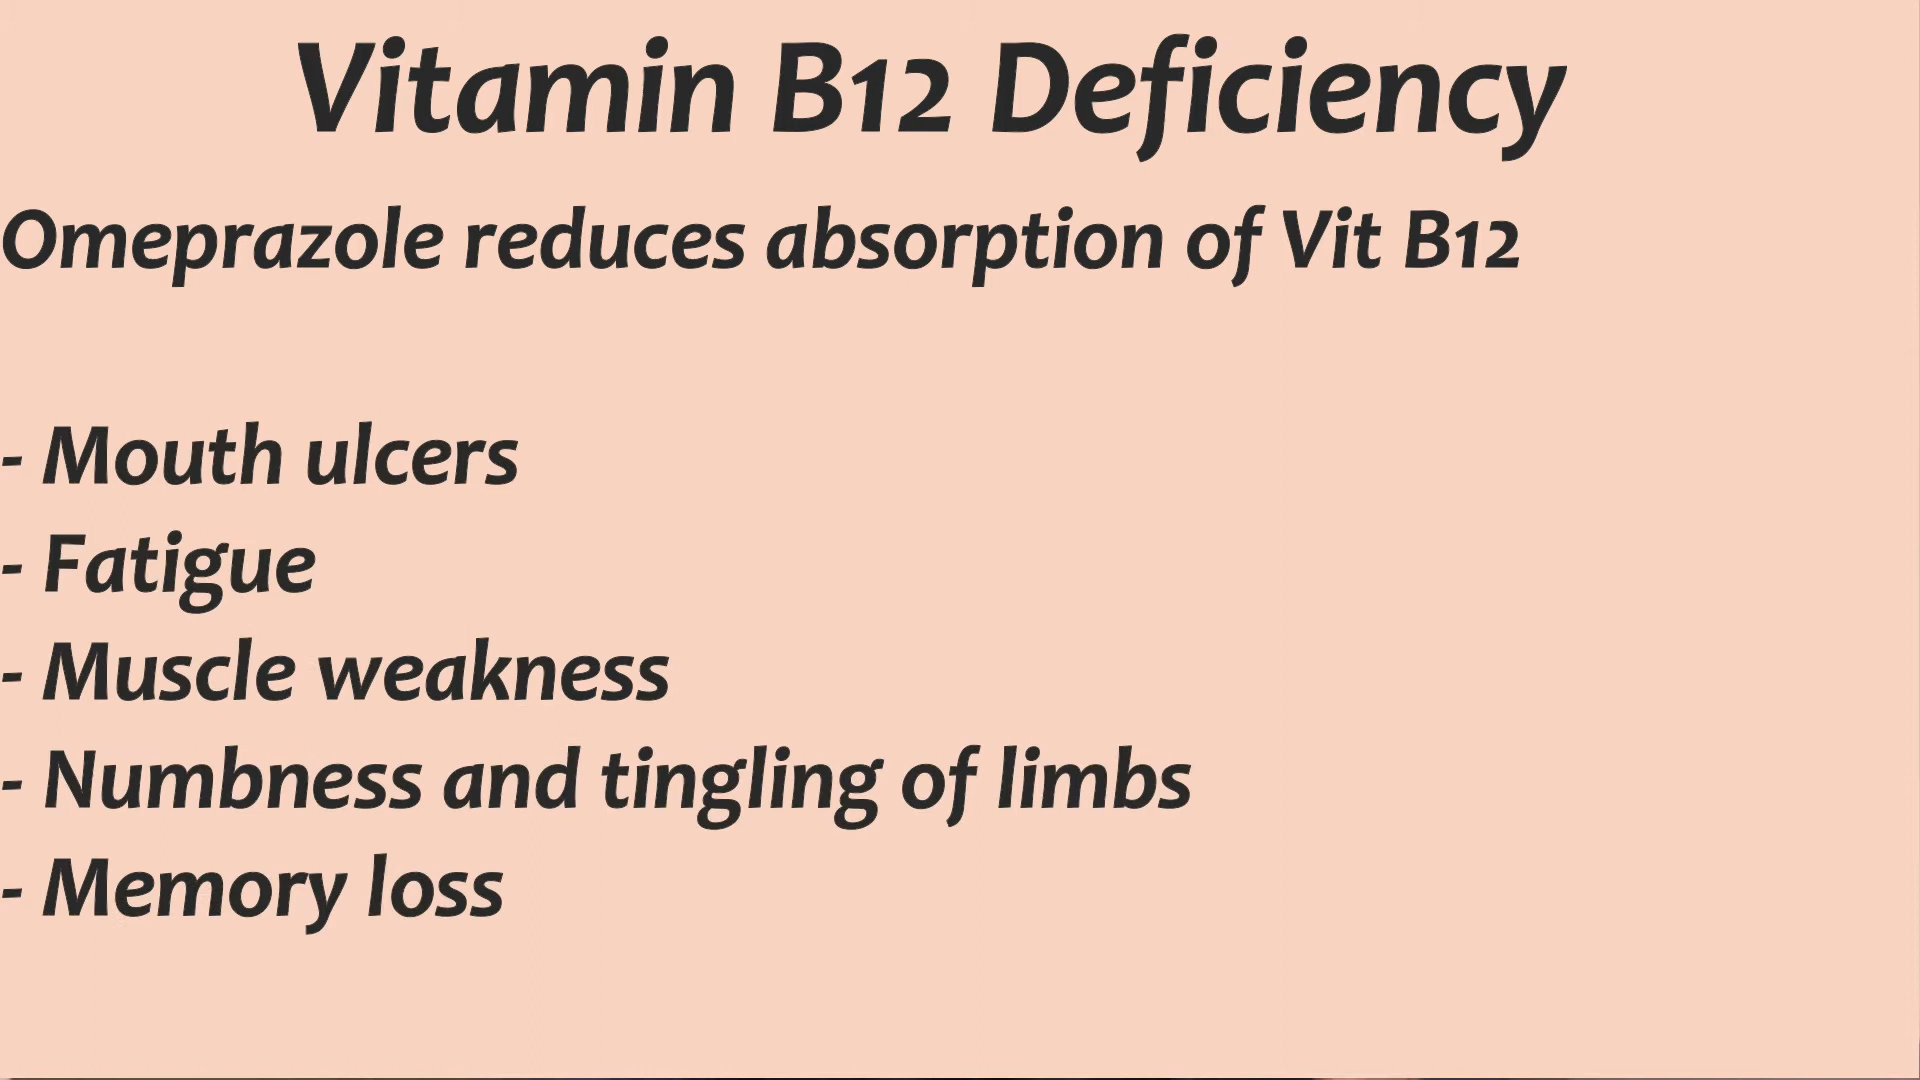 Vitamin B12 Deficiency
Omeprazole reduces absorption of Vit B12
- Mouth ulcers
- Fatigue
- Muscle weakness
- Numbness and tingling of limbs
- Memory loss